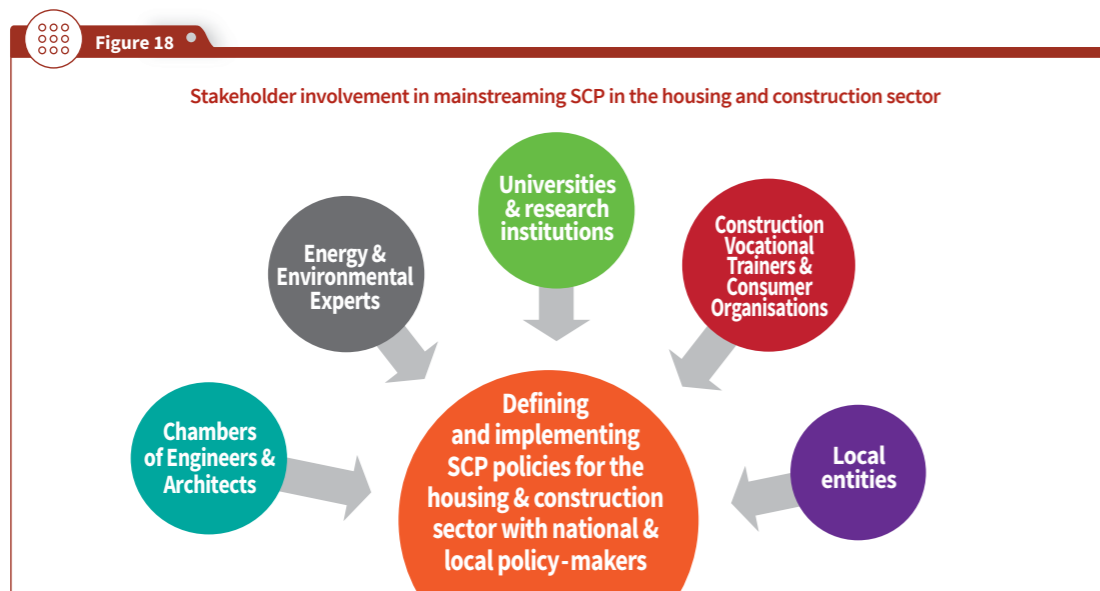 Figure 18
Stakeholder involvement in mainstreaming SCP in the housing and construction sector
Universities
& research
institutions
Energy &
Environmental
Experts
Construction
Vocational
Trainers &
Consumer
Organisations
Chambers
of Engineers &
Architects
Defining
and implementing
SCP policies for the
housing & construction
sector with national &
local policy-makers
Local
entities